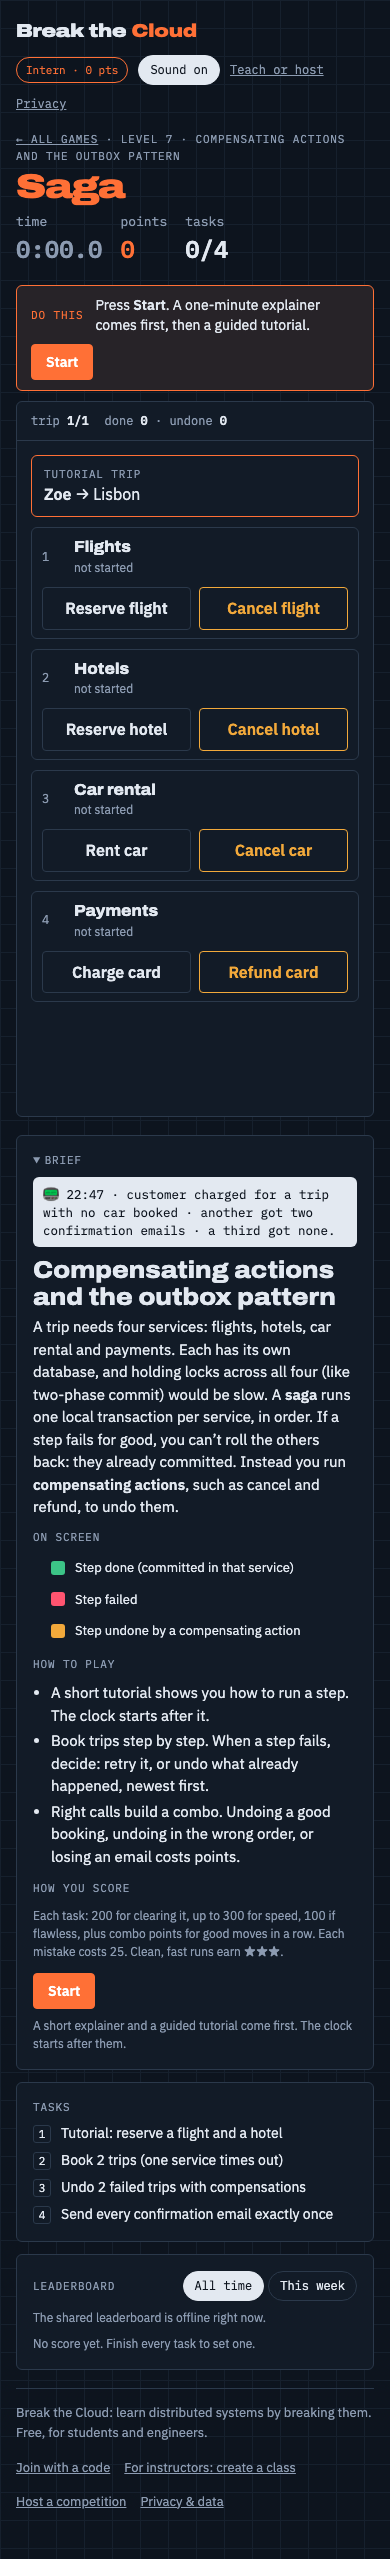 Break the Cloud
Intern · 0 pts
Sound on
Teach or host
Privacy
← ALL GAMES · LEVEL 7 · COMPENSATING ACTIONS
AND THE OUTBOX PATTERN
Saga
time points tasks
0:00.0 0 0/4
DO THIS
Press Start. A one-minute explainer
comes first, then a guided tutorial.
Start
trip 1/1 done 0 · undone 0
TUTORIAL TRIP
Zoe → Lisbon
1 Flights
not started
Reserve flight Cancel flight
2 Hotels
not started
Reserve hotel Cancel hotel
3 Car rental
not started
Rent car Cancel car
4 Payments
not started
Charge card Refund card
▼ BRIEF
22:47 · customer charged for a trip
with no car booked · another got two
confirmation emails · a third got none.
Compensating actions
and the outbox pattern
A trip needs four services: flights, hotels, car
rental and payments. Each has its own
database, and holding locks across all four (like
two-phase commit) would be slow. A saga runs
one local transaction per service, in order. If a
step fails for good, you can’t roll the others
back: they already committed. Instead you run
compensating actions, such as cancel and
refund, to undo them.
ON SCREEN
Step done (committed in that service)
Step failed
Step undone by a compensating action
HOW TO PLAY
• A short tutorial shows you how to run a step.
The clock starts after it.
• Book trips step by step. When a step fails,
decide: retry it, or undo what already
happened, newest first.
• Right calls build a combo. Undoing a good
booking, undoing in the wrong order, or
losing an email costs points.
HOW YOU SCORE
Each task: 200 for clearing it, up to 300 for speed, 100 if
flawless, plus combo points for good moves in a row. Each
mistake costs 25. Clean, fast runs earn ★★★.
Start
A short explainer and a guided tutorial come first. The clock
starts after them.
TASKS
1 Tutorial: reserve a flight and a hotel
2 Book 2 trips (one service times out)
3 Undo 2 failed trips with compensations
4 Send every confirmation email exactly once
LEADERBOARD
All time This week
The shared leaderboard is offline right now.
No score yet. Finish every task to set one.
Break the Cloud: learn distributed systems by breaking them.
Free, for students and engineers.
Join with a code For instructors: create a class
Host a competition Privacy & data